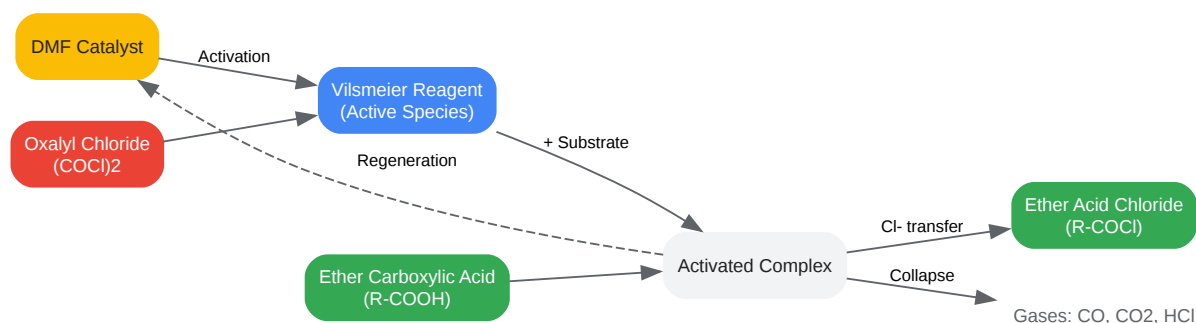 DMF Catalyst
Activation
Vilsmeier Reagent
(Active Species)
Oxalyl Chloride
(COCl)2
+ Substrate
Regeneration
Ether Carboxylic Acid
(R-COOH)
Activated Complex
Cl- transfer
Collapse
Ether Acid Chloride
(R-COCl)
Gases: CO, CO2, HCl